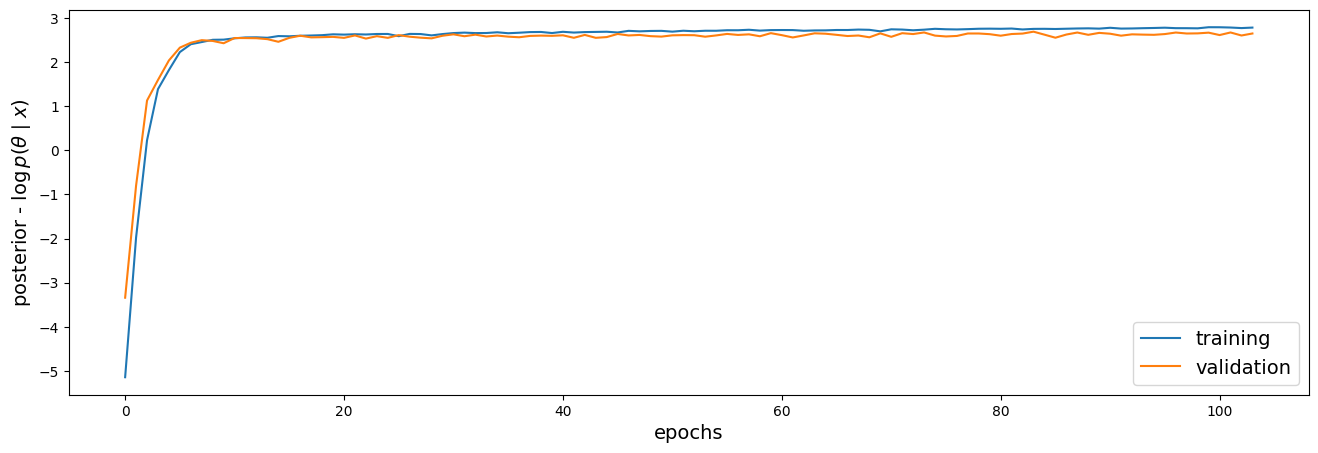 3
2
1
0
−1
−2
−3
−4
−5
posterior - log p(θ | x)
0 20 40 60 80 100
epochs
training
validation